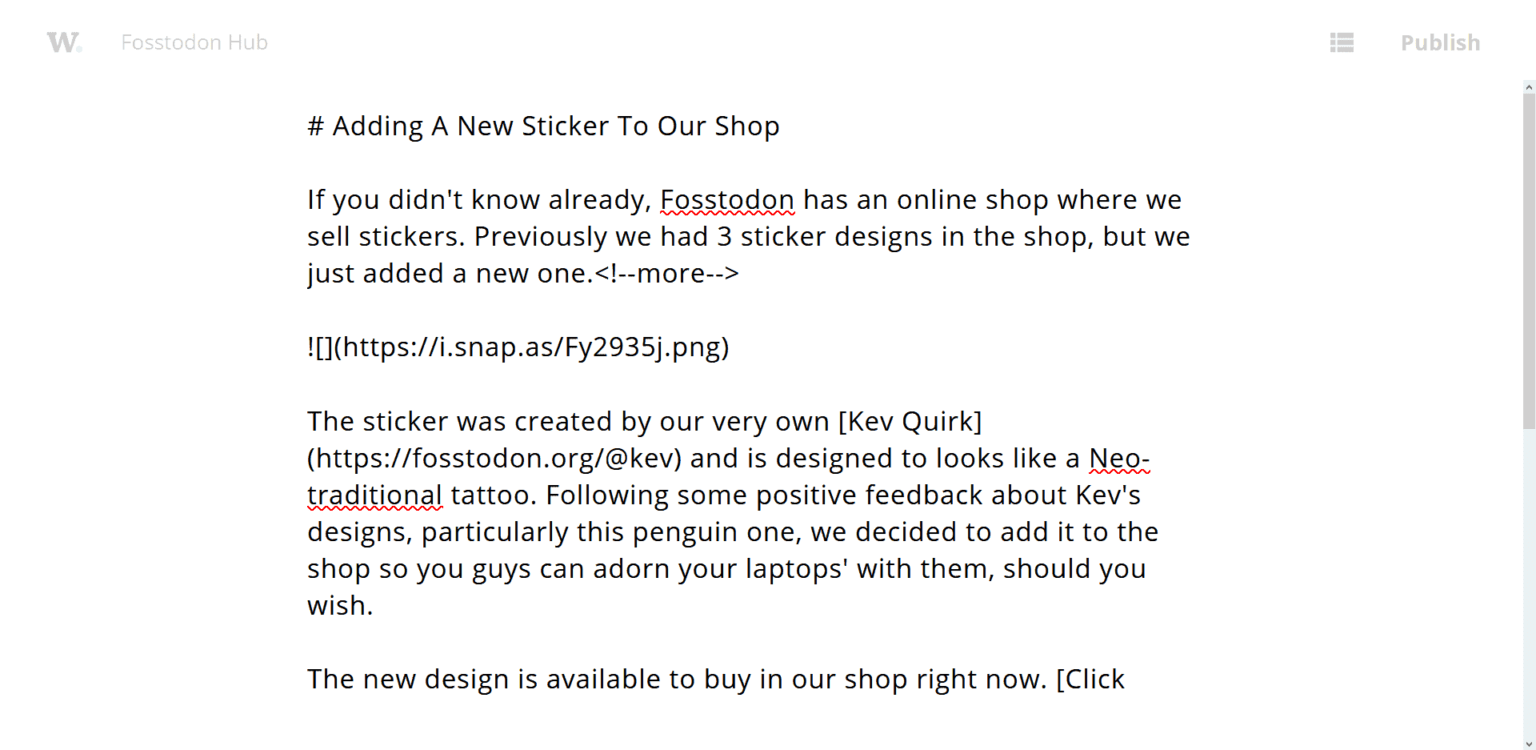 W.
Fosstodon Hub
Publish
# Adding A New Sticker To Our Shop
If you didn't know already, Fosstodon has an online shop where we
sell stickers. Previously we had 3 sticker designs in the shop, but we
just added a new one.<!--more-->
![](https://i.snap.as/Fy2935j.png)
The sticker was created by our very own [Kev Quirk]
(https://fosstodon.org/@kev) and is designed to looks like a Neo-
traditional tattoo. Following some positive feedback about Kev's
designs, particularly this penguin one, we decided to add it to the
shop so you guys can adorn your laptops' with them, should you
wish.
The new design is available to buy in our shop right now. [Click